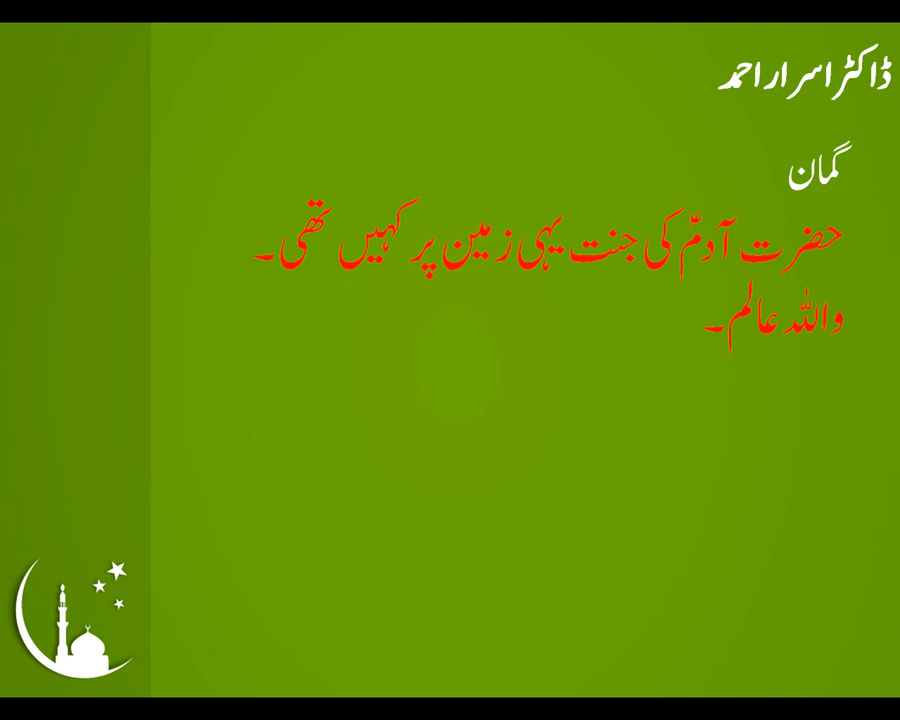 ڈاکٹر اسرار احمد
گمان
حضرت آدمؑ کی جنت یہی زمین پر کہیں تھی۔
واللہ عالم۔